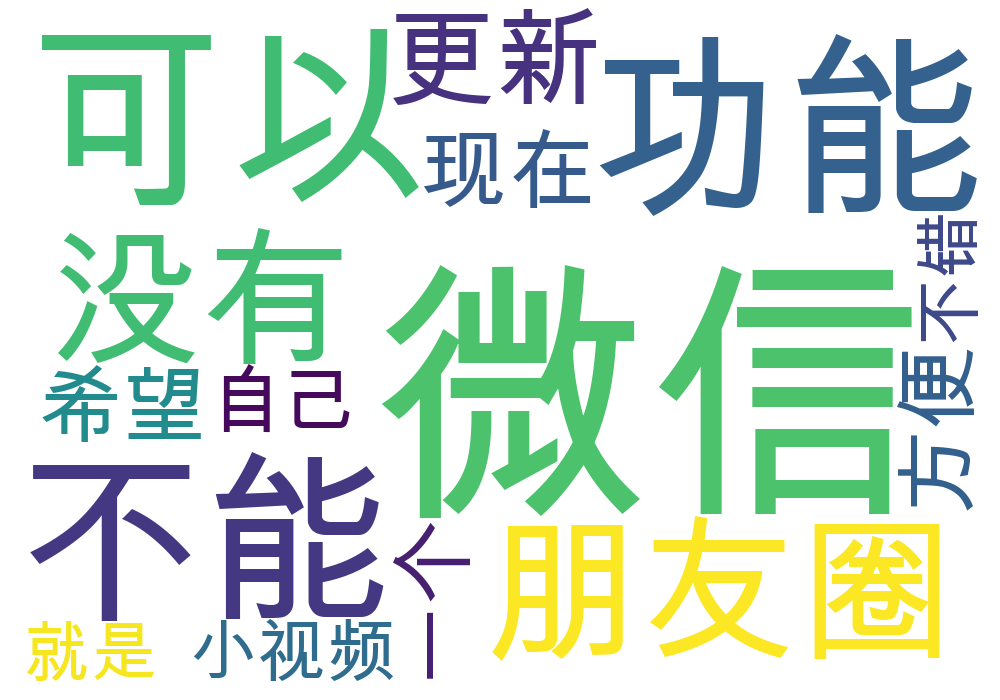 可以
更新
功能
现在
没有
微信
不错
希望
自己
方便
不能
一个
朋友圈
就是
小视频